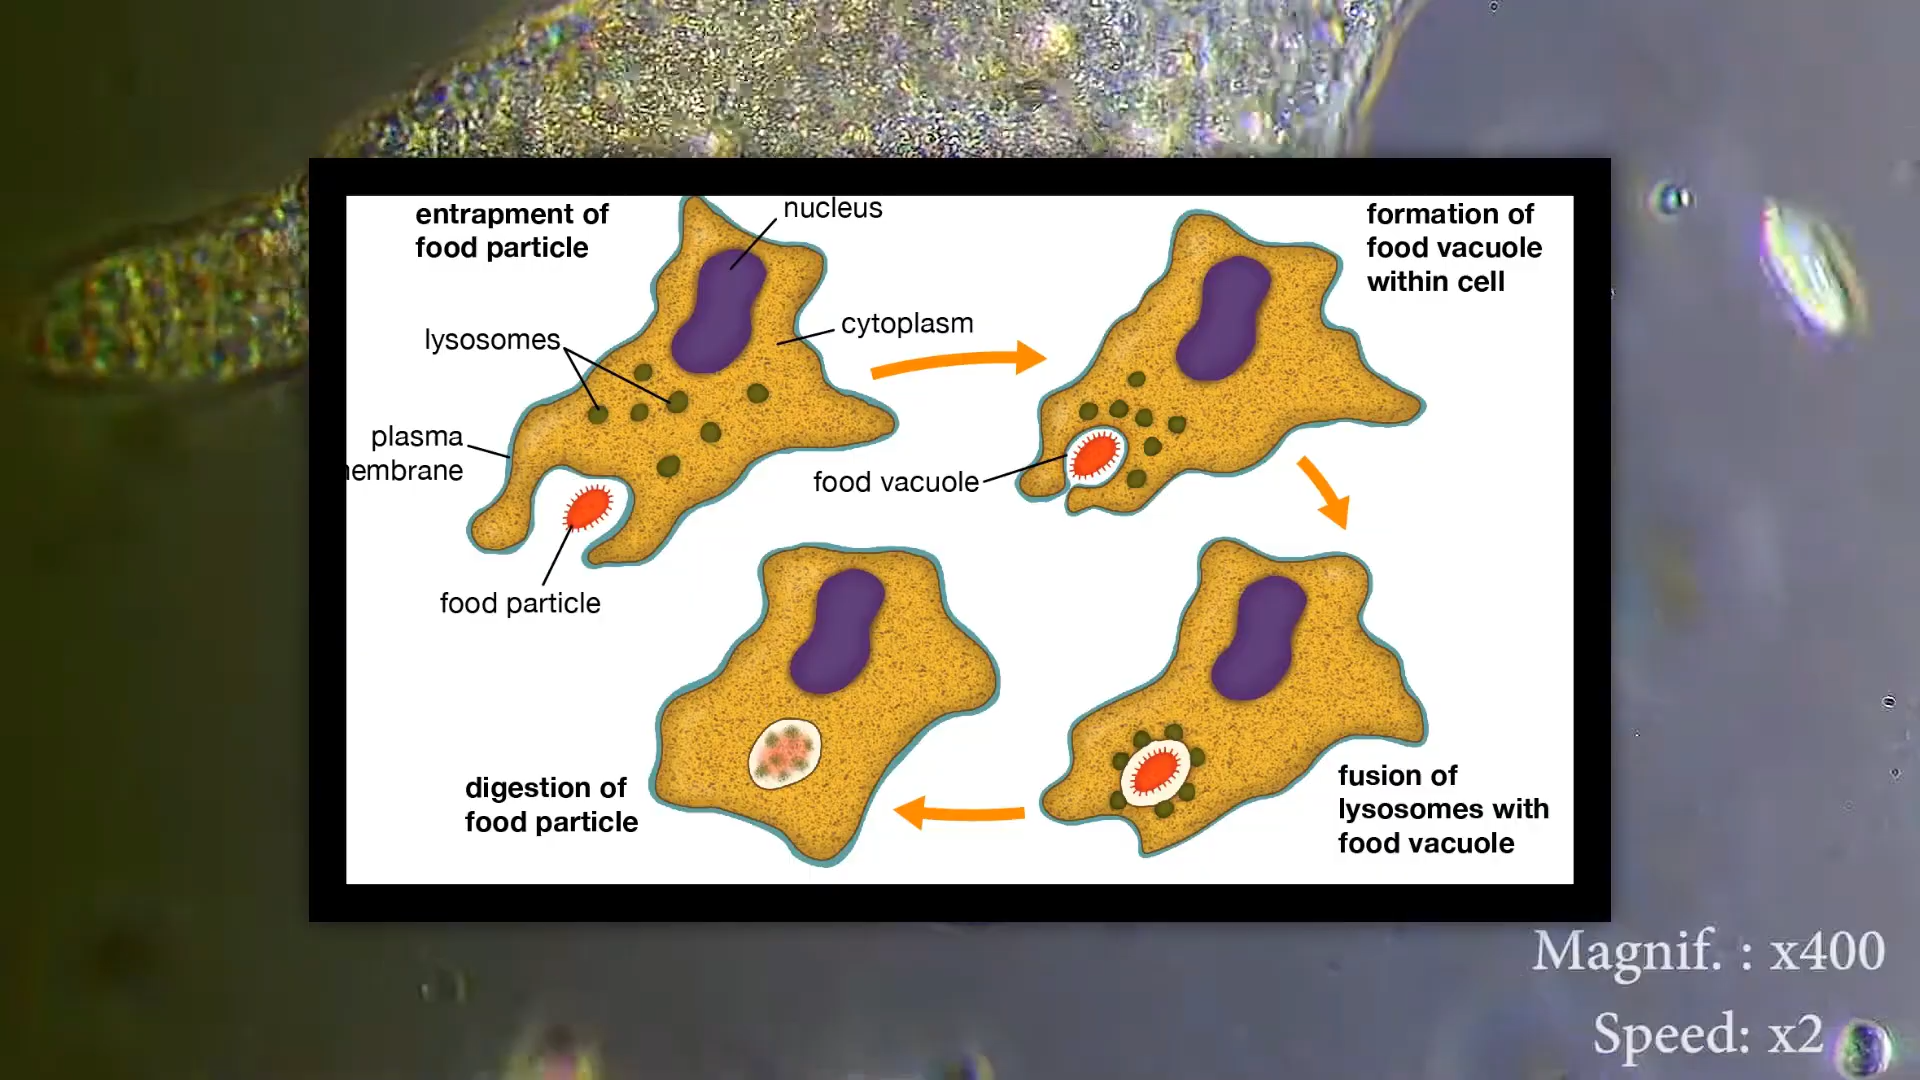 entrapment of
food particle
nucleus
formation of
food vacuole
within cell
lysosomes
cytoplasm
plasma
food vacuole
food particle
digestion of
food particle
fusion of
lysosomes with
food vacuole
Magnif. : x400
Speed: x2